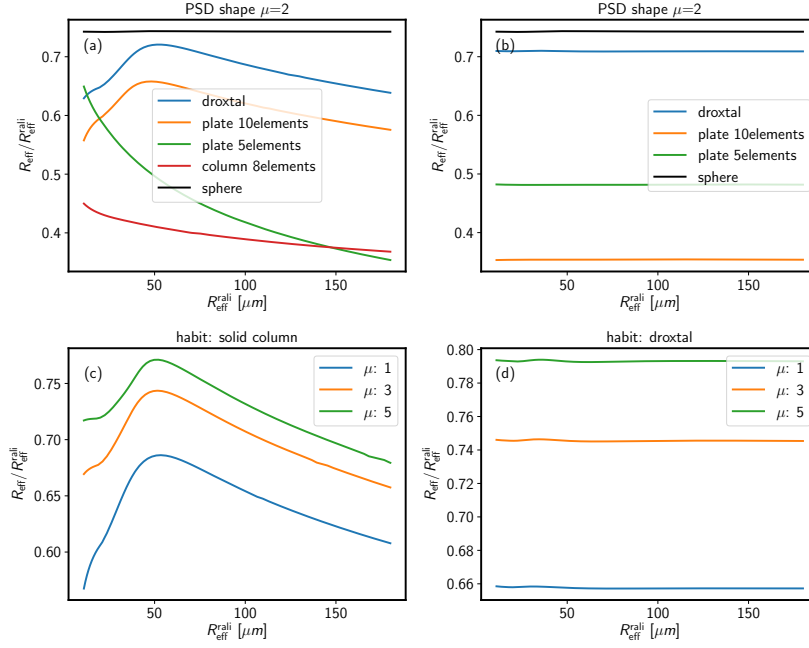 PSD shape μ=2
(a)
droxtal
plate 10elements
plate 5elements
column 8elements
sphere
0.7
0.6
0.5
0.4
R_eff/R_eff^rali
50
100
150
R_eff^rali [μm]
PSD shape μ=2
(b)
droxtal
plate 10elements
plate 5elements
sphere
0.7
0.6
0.5
0.4
R_eff/R_eff^rali
50
100
150
R_eff^rali [μm]
habit: solid column
(c)
μ: 1
μ: 3
μ: 5
0.75
0.70
0.65
0.60
R_eff/R_eff^rali
50
100
150
R_eff^rali [μm]
habit: droxtal
(d)
μ: 1
μ: 3
μ: 5
0.80
0.78
0.76
0.74
0.72
0.70
0.68
0.66
R_eff/R_eff^rali
50
100
150
R_eff^rali [μm]